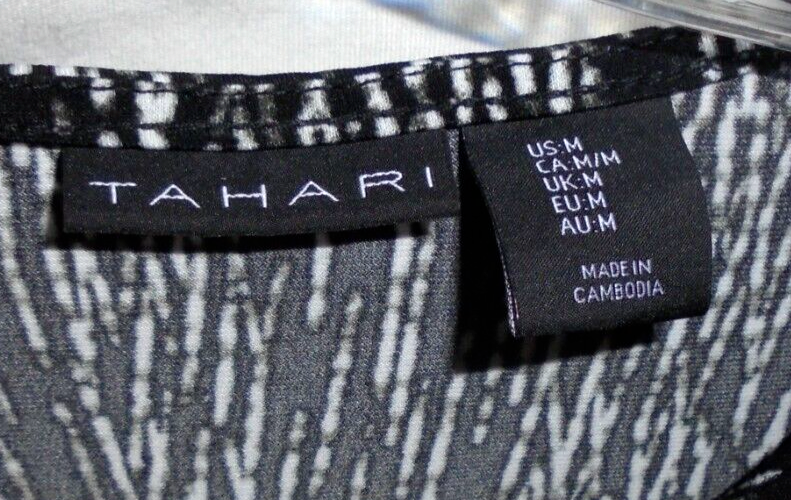 TAHARI
US:M
CA:M/M
UK:M
EU:M
AU:M
MADE IN
CAMBODIA